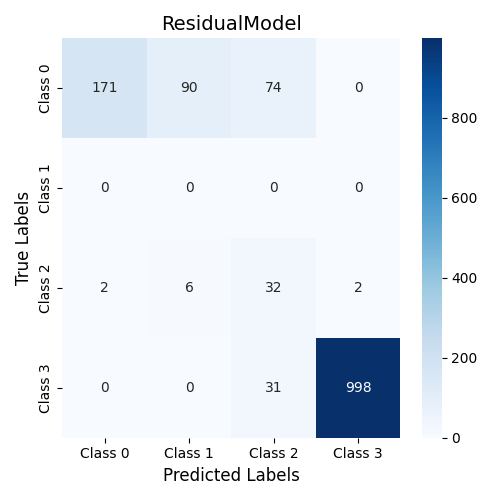 ResidualModel
True Labels
Class 0
171 90 74 0
Class 1
0 0 0 0
Class 2
2 6 32 2
Class 3
0 0 31 998
Class 0 Class 1 Class 2 Class 3
Predicted Labels
800
600
400
200
0